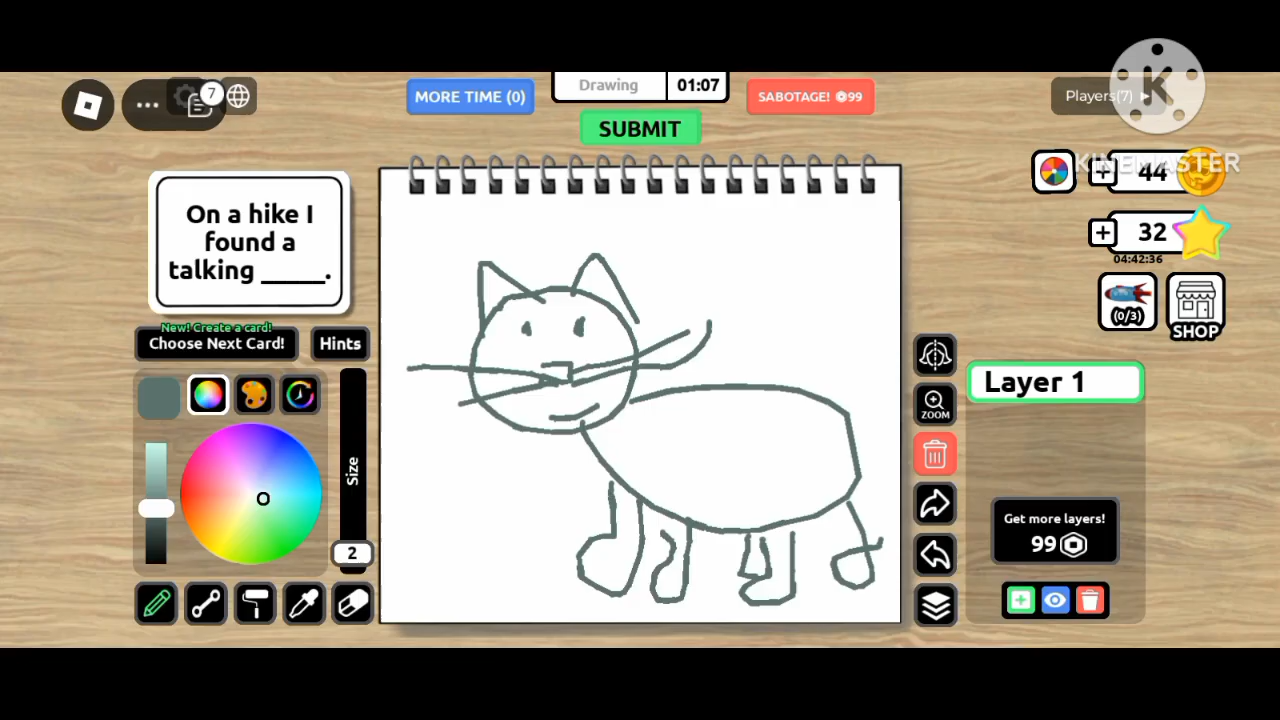 7
MORE TIME (0)
Drawing
01:07
SABOTAGE! 99
Players(7)
K
KINEMASTER
SUBMIT
44
32
04:42:36
(0/3)
SHOP
On a hike I
found a
talking _____.
New! Create a card!
Choose Next Card!
Hints
Size
2
ZOOM
Layer 1
Get more layers!
99